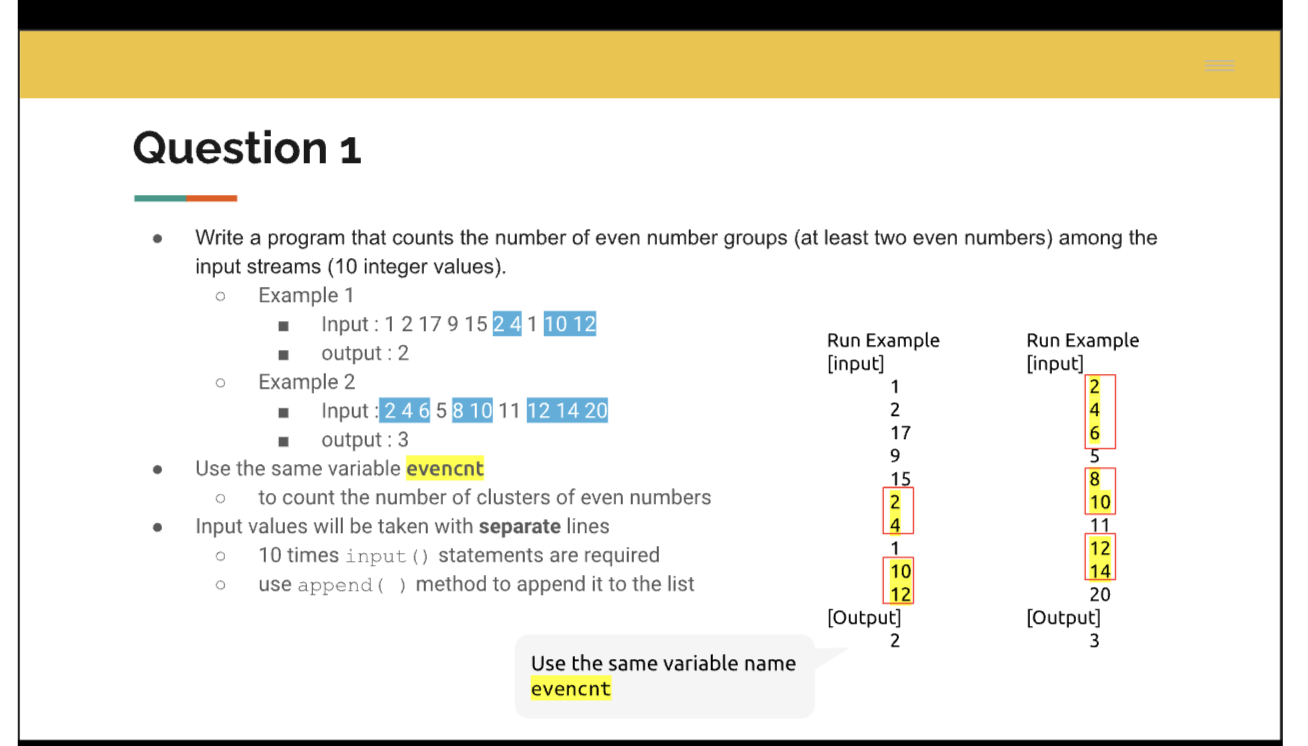 Question 1
● Write a program that counts the number of even number groups (at least two even numbers) among the
input streams (10 integer values).
○ Example 1
■ Input : 1 2 17 9 15 2 4 1 10 12
■ output : 2
○ Example 2
■ Input : 2 4 6 5 8 10 11 12 14 20
■ output : 3
● Use the same variable evencnt
○ to count the number of clusters of even numbers
● Input values will be taken with separate lines
○ 10 times input() statements are required
○ use append( ) method to append it to the list
Run Example
[input]
1
2
17
9
15
2
4
1
10
12
[Output]
2
Run Example
[input]
2
4
6
5
8
10
11
12
14
20
[Output]
3
Use the same variable name
evencnt